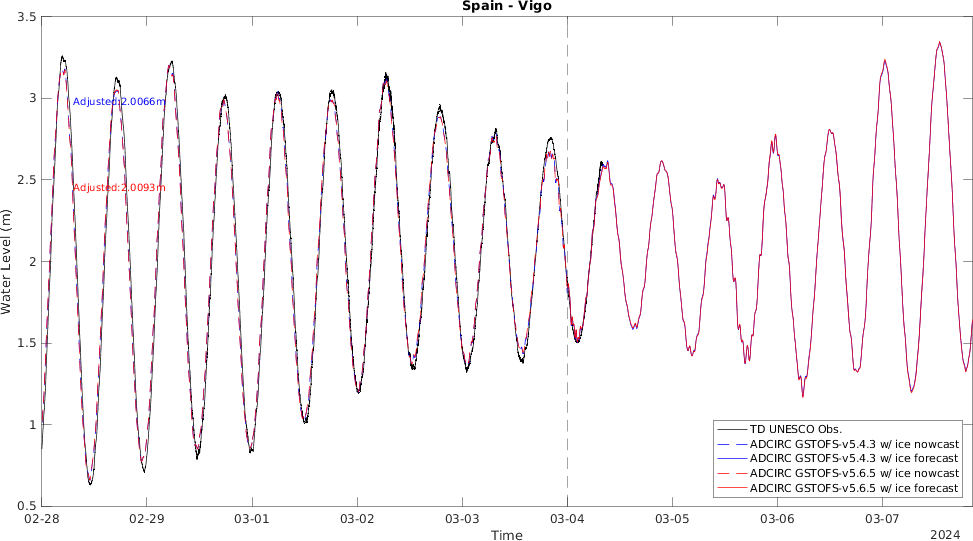 Spain - Vigo
3.5
3
2.5
2
1.5
1
0.5
Water Level (m)
Adjusted:2.0066m
Adjusted:2.0093m
TD UNESCO Obs.
ADCIRC GSTOFS-v5.4.3 w/ ice nowcast
ADCIRC GSTOFS-v5.4.3 w/ ice forecast
ADCIRC GSTOFS-v5.6.5 w/ ice nowcast
ADCIRC GSTOFS-v5.6.5 w/ ice forecast
02-28 02-29 03-01 03-02 03-03 03-04 03-05 03-06 03-07
Time
2024